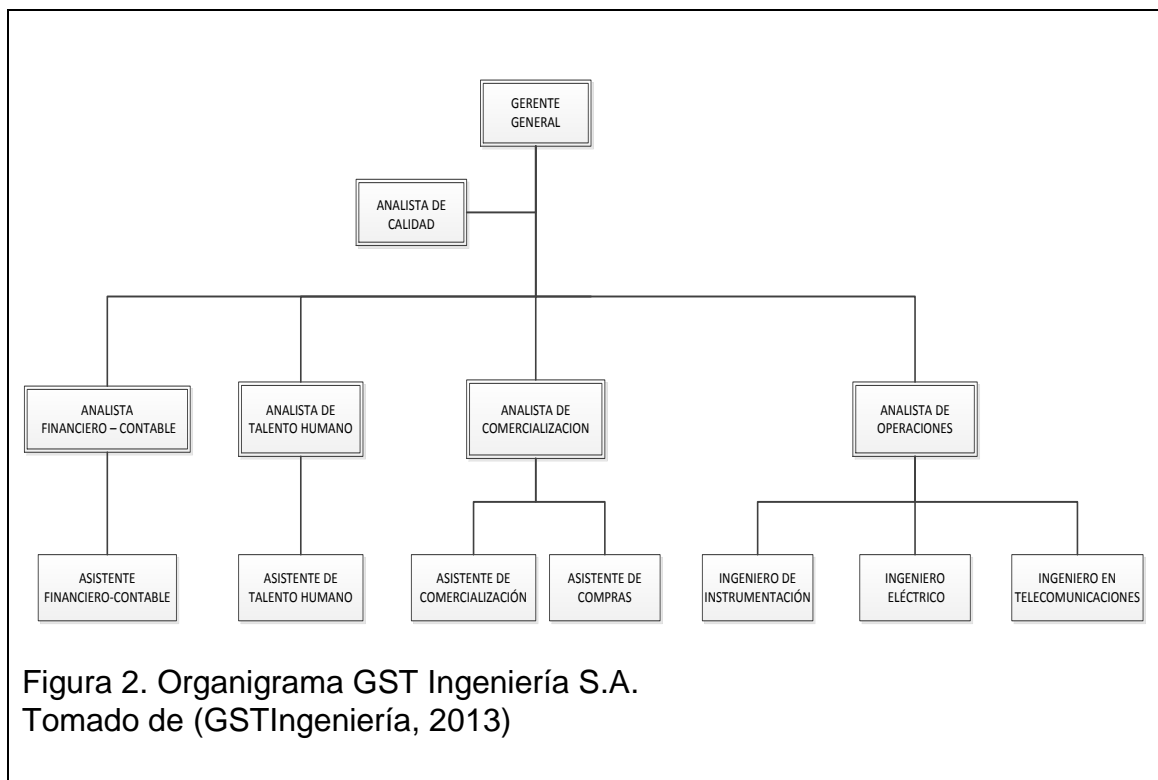 GERENTE
GENERAL
ANALISTA DE
CALIDAD
ANALISTA
FINANCIERO – CONTABLE
ANALISTA DE
TALENTO HUMANO
ANALISTA DE
COMERCIALIZACION
ANALISTA DE
OPERACIONES
ASISTENTE
FINANCIERO-CONTABLE
ASISTENTE DE
TALENTO HUMANO
ASISTENTE DE
COMERCIALIZACIÓN
ASISTENTE DE
COMPRAS
INGENIERO DE
INSTRUMENTACIÓN
INGENIERO
ELÉCTRICO
INGENIERO EN
TELECOMUNICACIONES
Figura 2. Organigrama GST Ingeniería S.A.
Tomado de (GSTIngeniería, 2013)